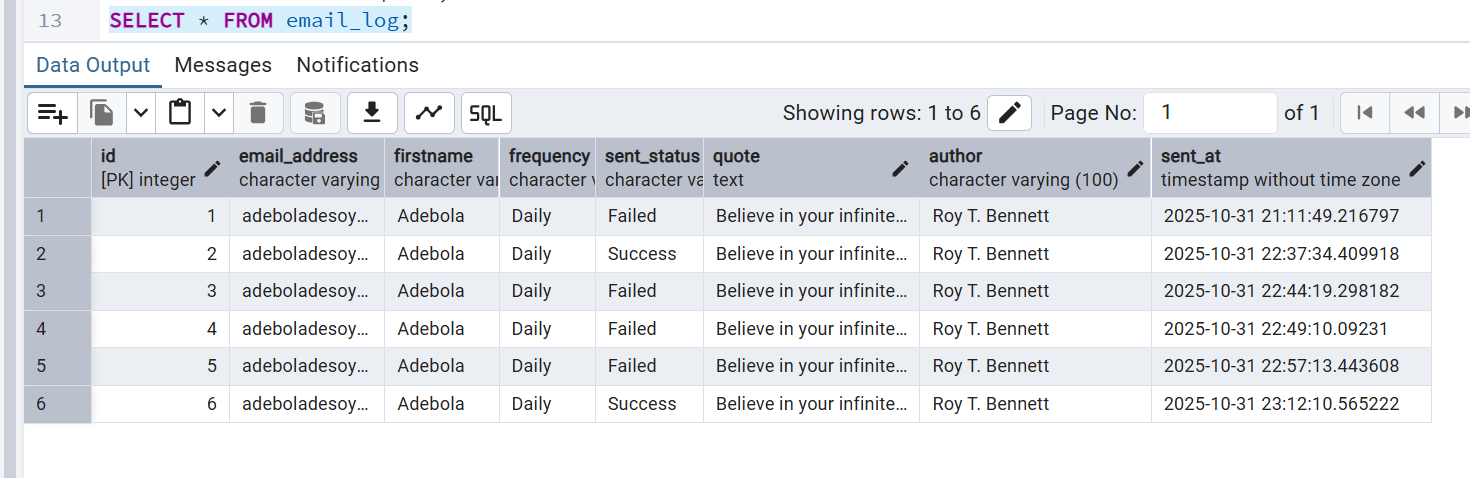 13 SELECT * FROM email_log;
Data Output Messages Notifications
SQL Showing rows: 1 to 6 Page No: 1 of 1
id email_address firstname frequency sent_status quote author sent_at
[PK] integer character varying character var character v character va text character varying (100) timestamp without time zone
1 1 adeboladesoy... Adebola Daily Failed Believe in your infinite... Roy T. Bennett 2025-10-31 21:11:49.216797
2 2 adeboladesoy... Adebola Daily Success Believe in your infinite... Roy T. Bennett 2025-10-31 22:37:34.409918
3 3 adeboladesoy... Adebola Daily Failed Believe in your infinite... Roy T. Bennett 2025-10-31 22:44:19.298182
4 4 adeboladesoy... Adebola Daily Failed Believe in your infinite... Roy T. Bennett 2025-10-31 22:49:10.09231
5 5 adeboladesoy... Adebola Daily Failed Believe in your infinite... Roy T. Bennett 2025-10-31 22:57:13.443608
6 6 adeboladesoy... Adebola Daily Success Believe in your infinite... Roy T. Bennett 2025-10-31 23:12:10.565222